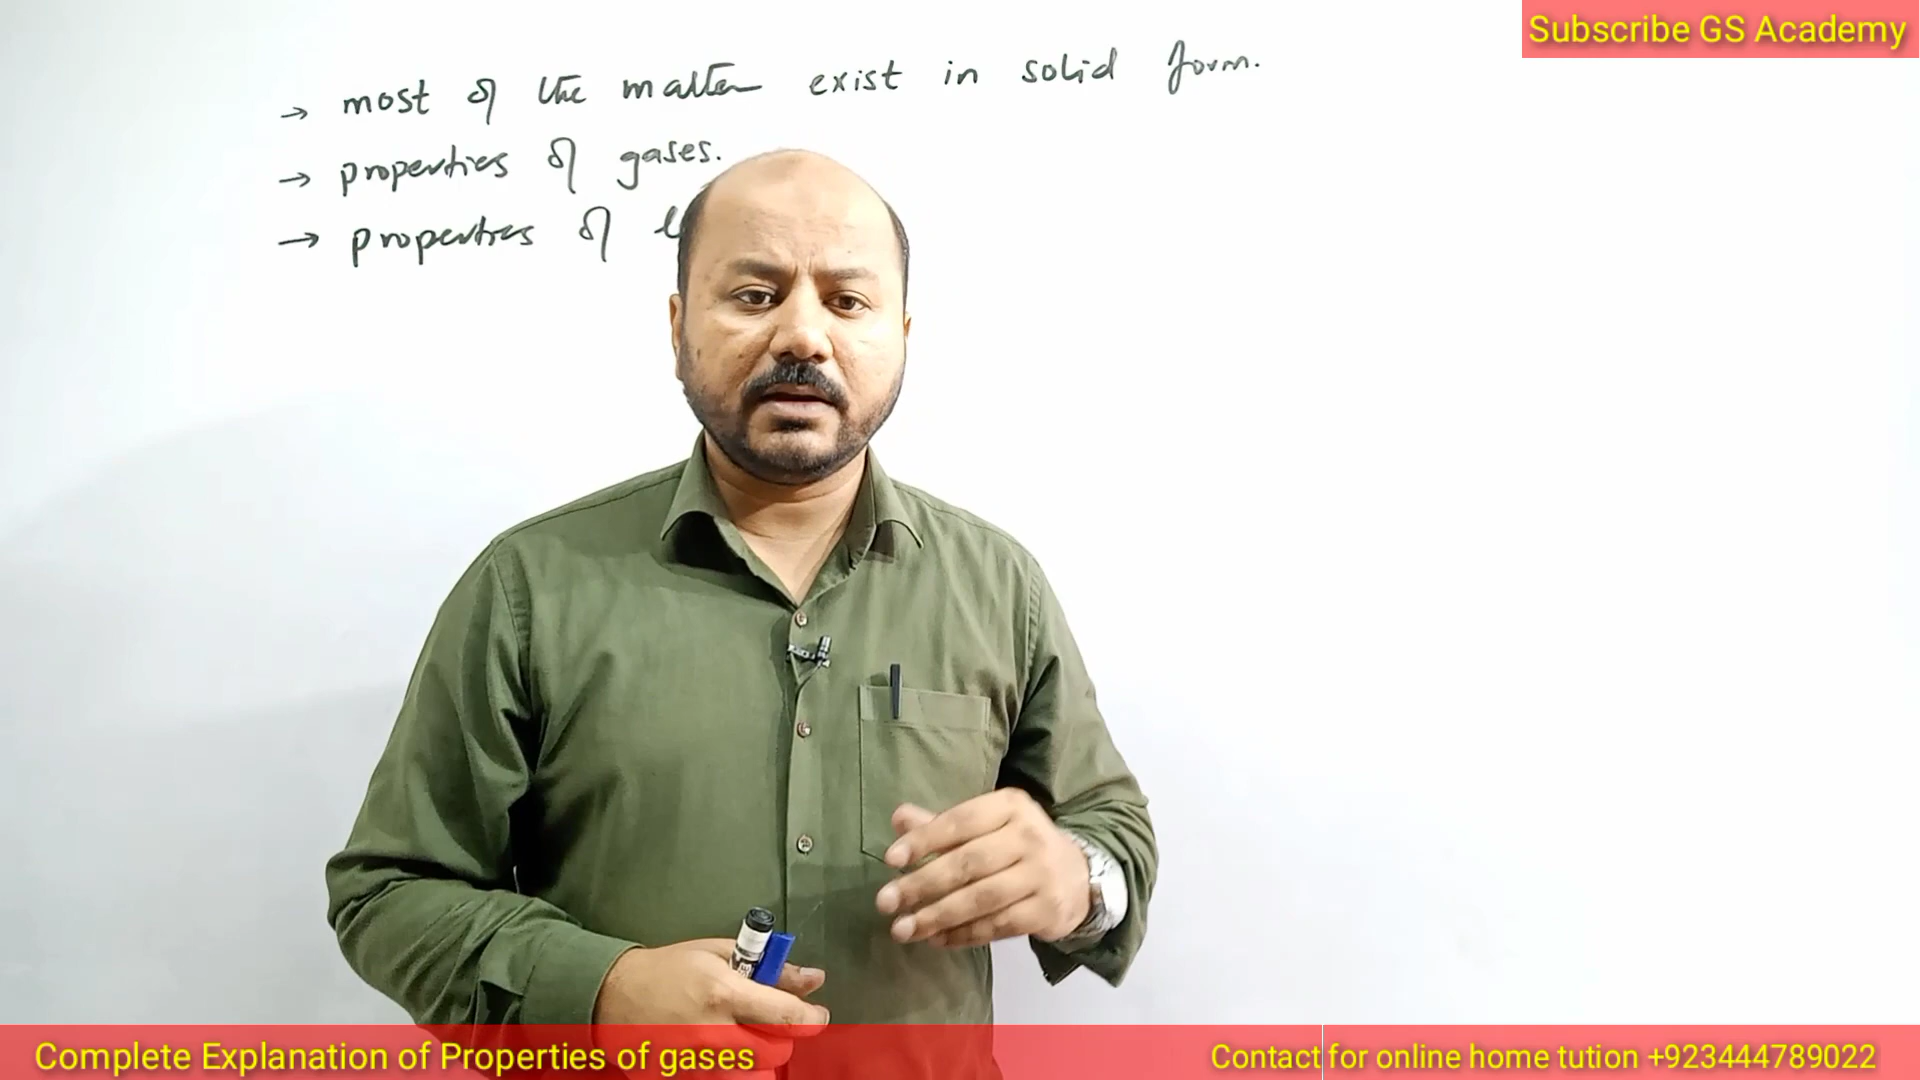 Subscribe GS Academy
→ most of the matter exist in solid form.
→ properties of gases.
→ properties of
Complete Explanation of Properties of gases
Contact for online home tution +923444789022